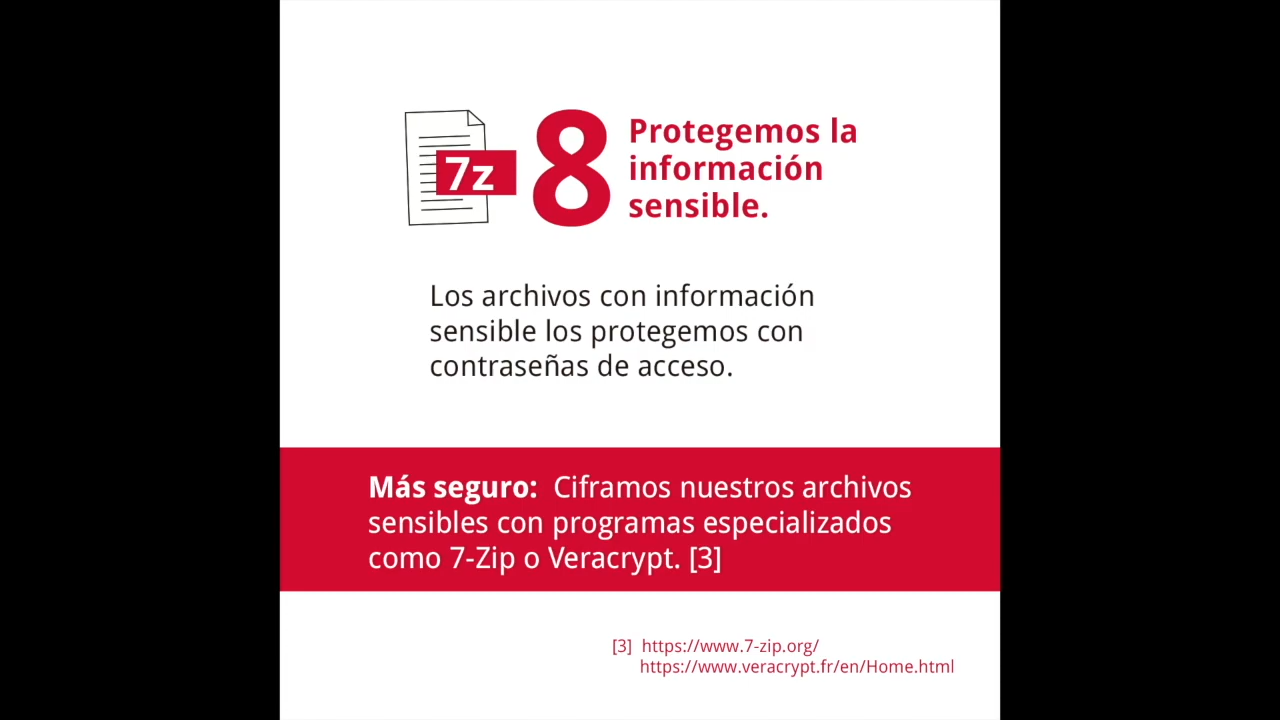 7z
8
Protegemos la
información
sensible.
Los archivos con información
sensible los protegemos con
contraseñas de acceso.
Más seguro: Ciframos nuestros archivos
sensibles con programas especializados
como 7-Zip o Veracrypt. [3]
[3] https://www.7-zip.org/
https://www.veracrypt.fr/en/Home.html